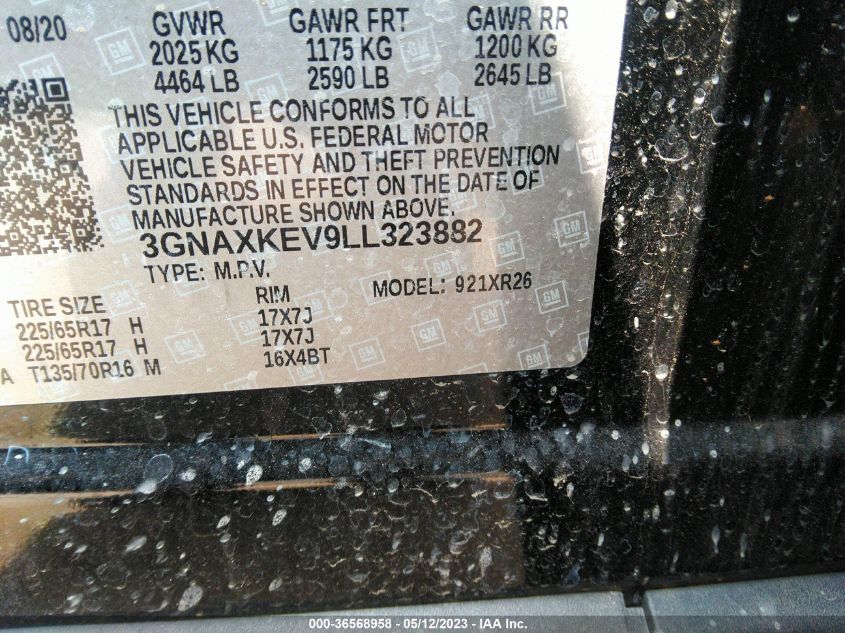 08/20 GVWR GAWR FRT GAWR RR
2025 KG 1175 KG 1200 KG
4464 LB 2590 LB 2645 LB
THIS VEHICLE CONFORMS TO ALL
APPLICABLE U.S. FEDERAL MOTOR
VEHICLE SAFETY AND THEFT PREVENTION
STANDARDS IN EFFECT ON THE DATE OF
MANUFACTURE SHOWN ABOVE.
3GNAXKEV9LL323882
TYPE: M.P.V. MODEL: 921XR26
TIRE SIZE RIM
225/65R17 H 17X7J
225/65R17 H 17X7J
A T135/70R16 M 16X4BT
000-36568958 - 05/12/2023 - IAA Inc.